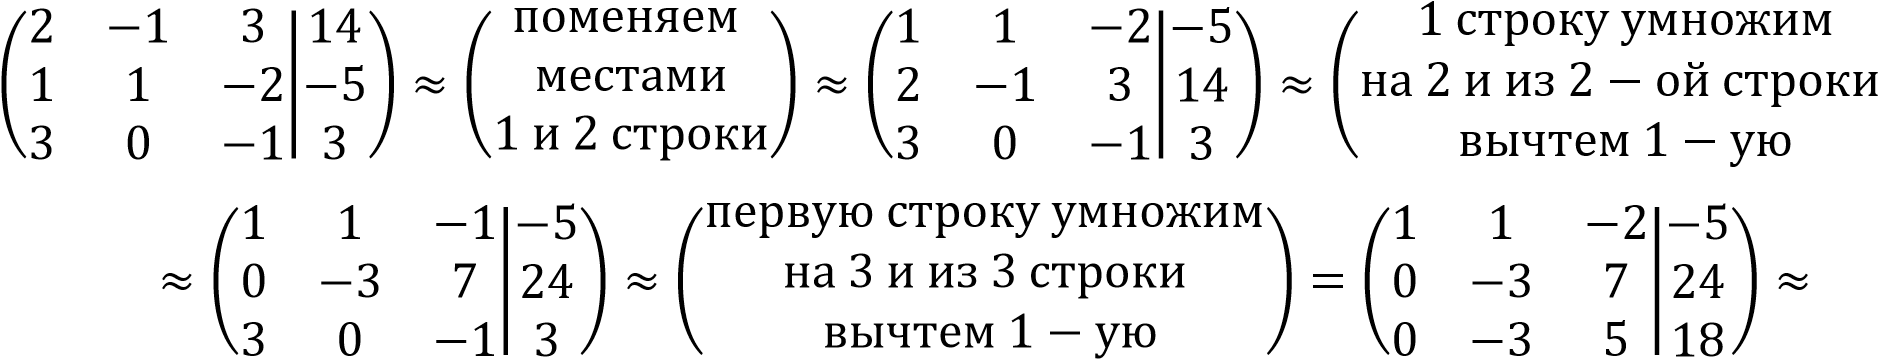 2 −1 3 | 14 поменяем 1 1 −2 | −5 1 строку умножим
1 1 −2 | −5 ≈ местами ≈ 2 −1 3 | 14 ≈ на 2 и из 2 − ой строки
3 0 −1 | 3 1 и 2 строки 3 0 −1 | 3 вычтем 1 − ую
1 1 −1 | −5 первую строку умножим 1 1 −2 | −5
≈ 0 −3 7 | 24 ≈ на 3 и из 3 строки = 0 −3 7 | 24 ≈
3 0 −1 | 3 вычтем 1 − ую 0 −3 5 | 18